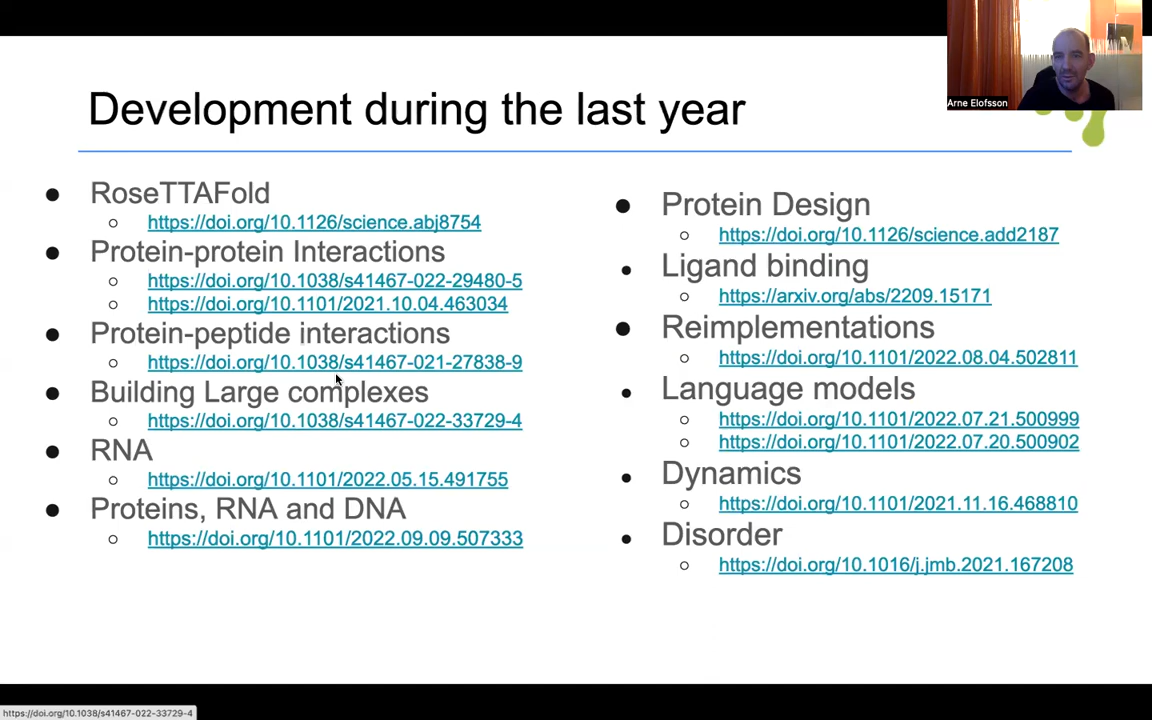 Development during the last year
Arne Elofsson
RoseTTAFold
https://doi.org/10.1126/science.abj8754
Protein-protein Interactions
https://doi.org/10.1038/s41467-022-29480-5
https://doi.org/10.1101/2021.10.04.463034
Protein-peptide interactions
https://doi.org/10.1038/s41467-021-27838-9
Building Large complexes
https://doi.org/10.1038/s41467-022-33729-4
RNA
https://doi.org/10.1101/2022.05.15.491755
Proteins, RNA and DNA
https://doi.org/10.1101/2022.09.09.507333
Protein Design
https://doi.org/10.1126/science.add2187
Ligand binding
https://arxiv.org/abs/2209.15171
Reimplementations
https://doi.org/10.1101/2022.08.04.502811
Language models
https://doi.org/10.1101/2022.07.21.500999
https://doi.org/10.1101/2022.07.20.500902
Dynamics
https://doi.org/10.1101/2021.11.16.468810
Disorder
https://doi.org/10.1016/j.jmb.2021.167208
https://doi.org/10.1038/s41467-022-33729-4